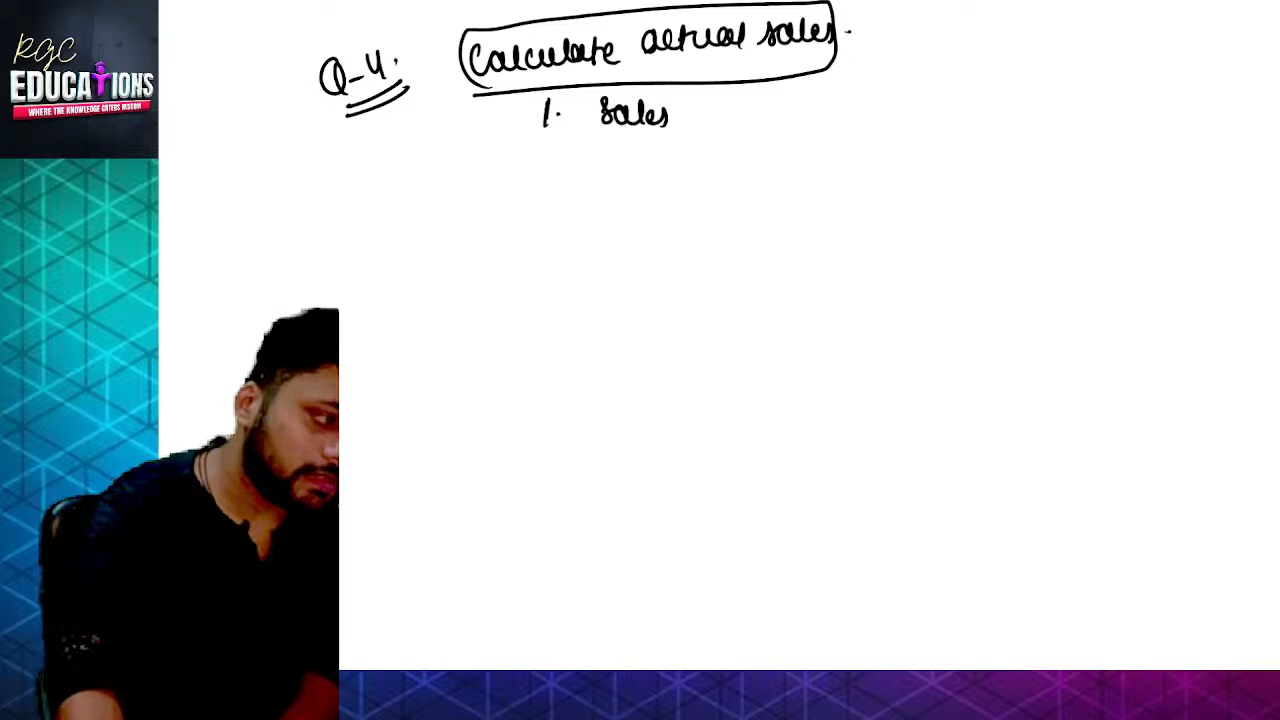 RGC
EDUCATIONS
WHERE THE KNOWLEDGE CATERS WISDOM
Q-4. Calculate actual sales.
1. Sales